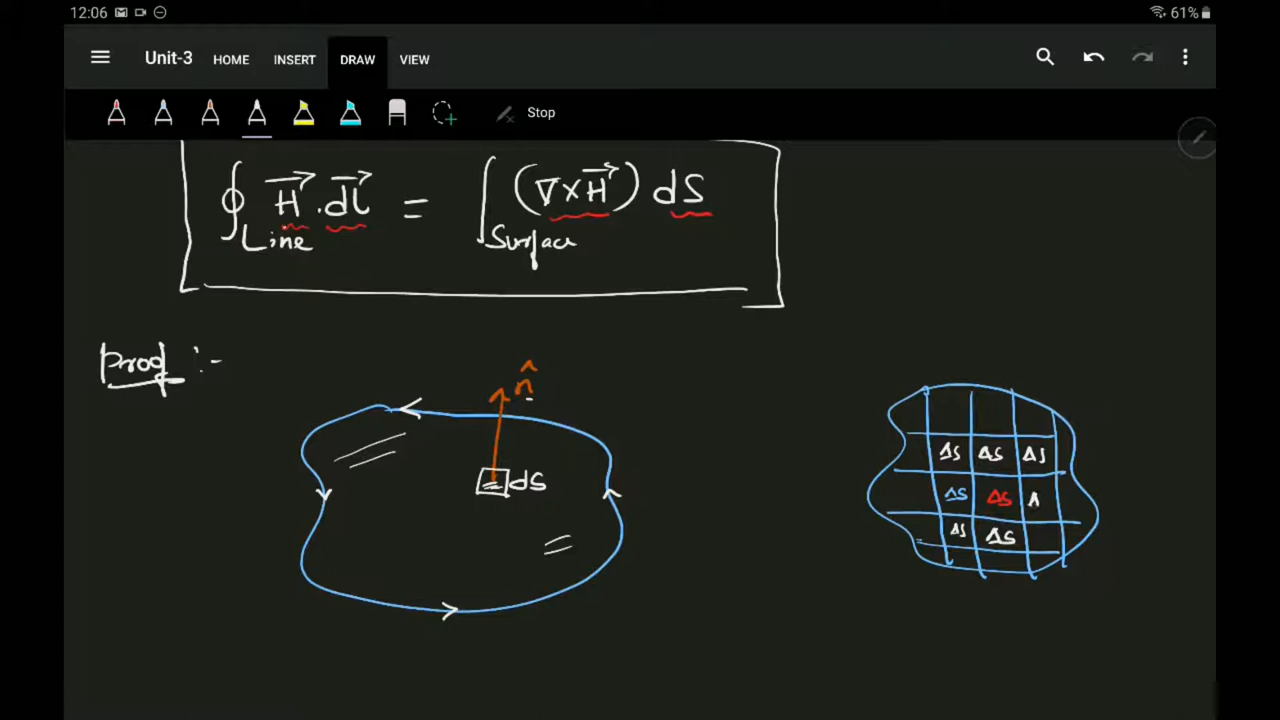 12:06 61%
Unit-3 HOME INSERT DRAW VIEW
Stop
∮ H⃗ . dl⃗ = ∫ (∇×H⃗) dS
Line Surface
Proof :-
n̂
dS
ΔS ΔS ΔS
ΔS ΔS Δ
ΔS ΔS